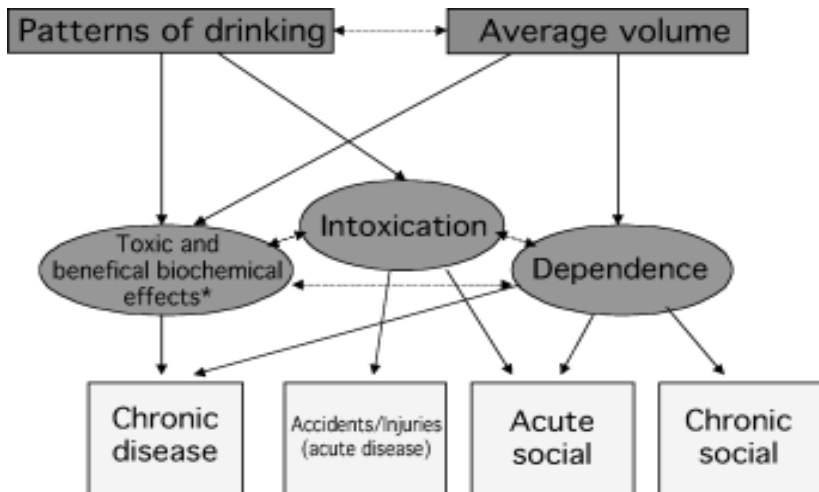 Patterns of drinking
Average volume
Intoxication
Toxic and
benefical biochemical
effects*
Dependence
Chronic
disease
Accidents/Injuries
(acute disease)
Acute
social
Chronic
social